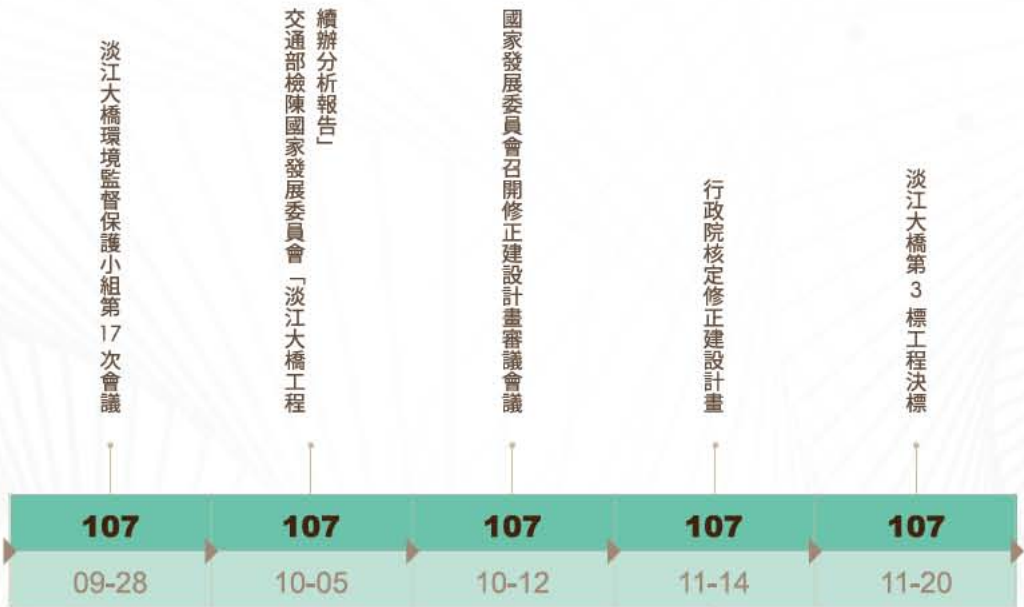 淡江大橋環境監督保護小組第 17 次會議
交通部檢陳國家發展委員會「淡江大橋工程
續辦分析報告」
國家發展委員會召開修正建設計畫審議會議
行政院核定修正建設計畫
淡江大橋第 3 標工程決標
107
107
107
107
107
09-28
10-05
10-12
11-14
11-20